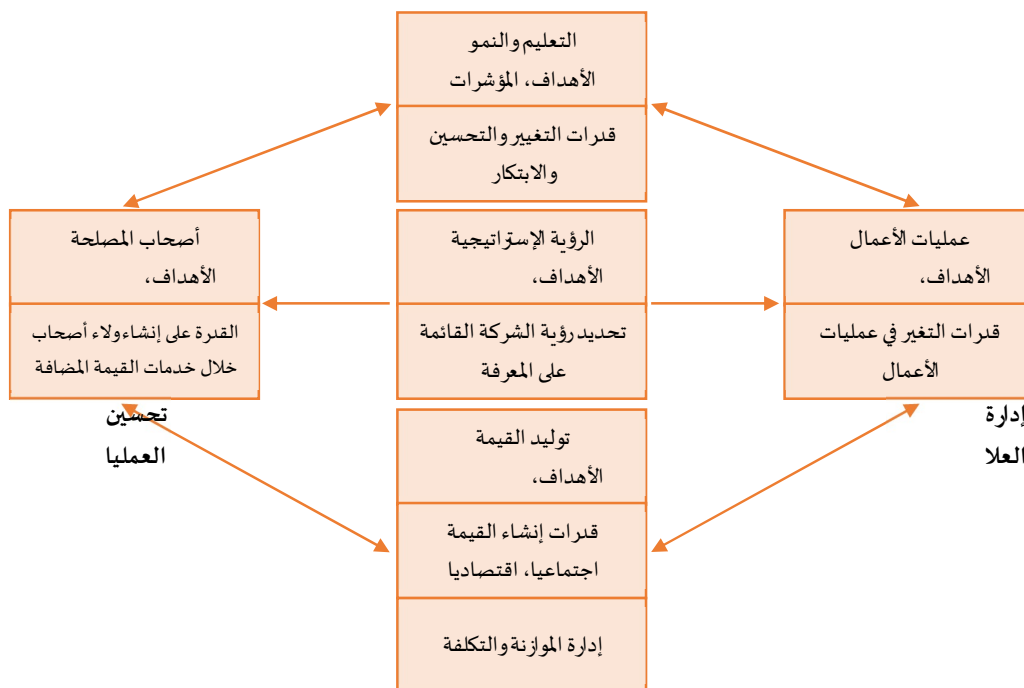 التعليم والنمو
الأهداف، المؤشرات
قدرات التغيير والتحسين
والابتكار
عمليات الأعمال
الأهداف،
قدرات التغير في عمليات
الأعمال
الرؤية الإستراتيجية
الأهداف،
تحديد رؤية الشركة القائمة
على المعرفة
أصحاب المصلحة
الأهداف،
القدرة على إنشاء ولاء أصحاب
خلال خدمات القيمة المضافة
إدارة
العلا
تحسين
العمليا
توليد القيمة
الأهداف،
قدرات إنشاء القيمة
اجتماعيا، اقتصاديا
إدارة الموازنة والتكلفة